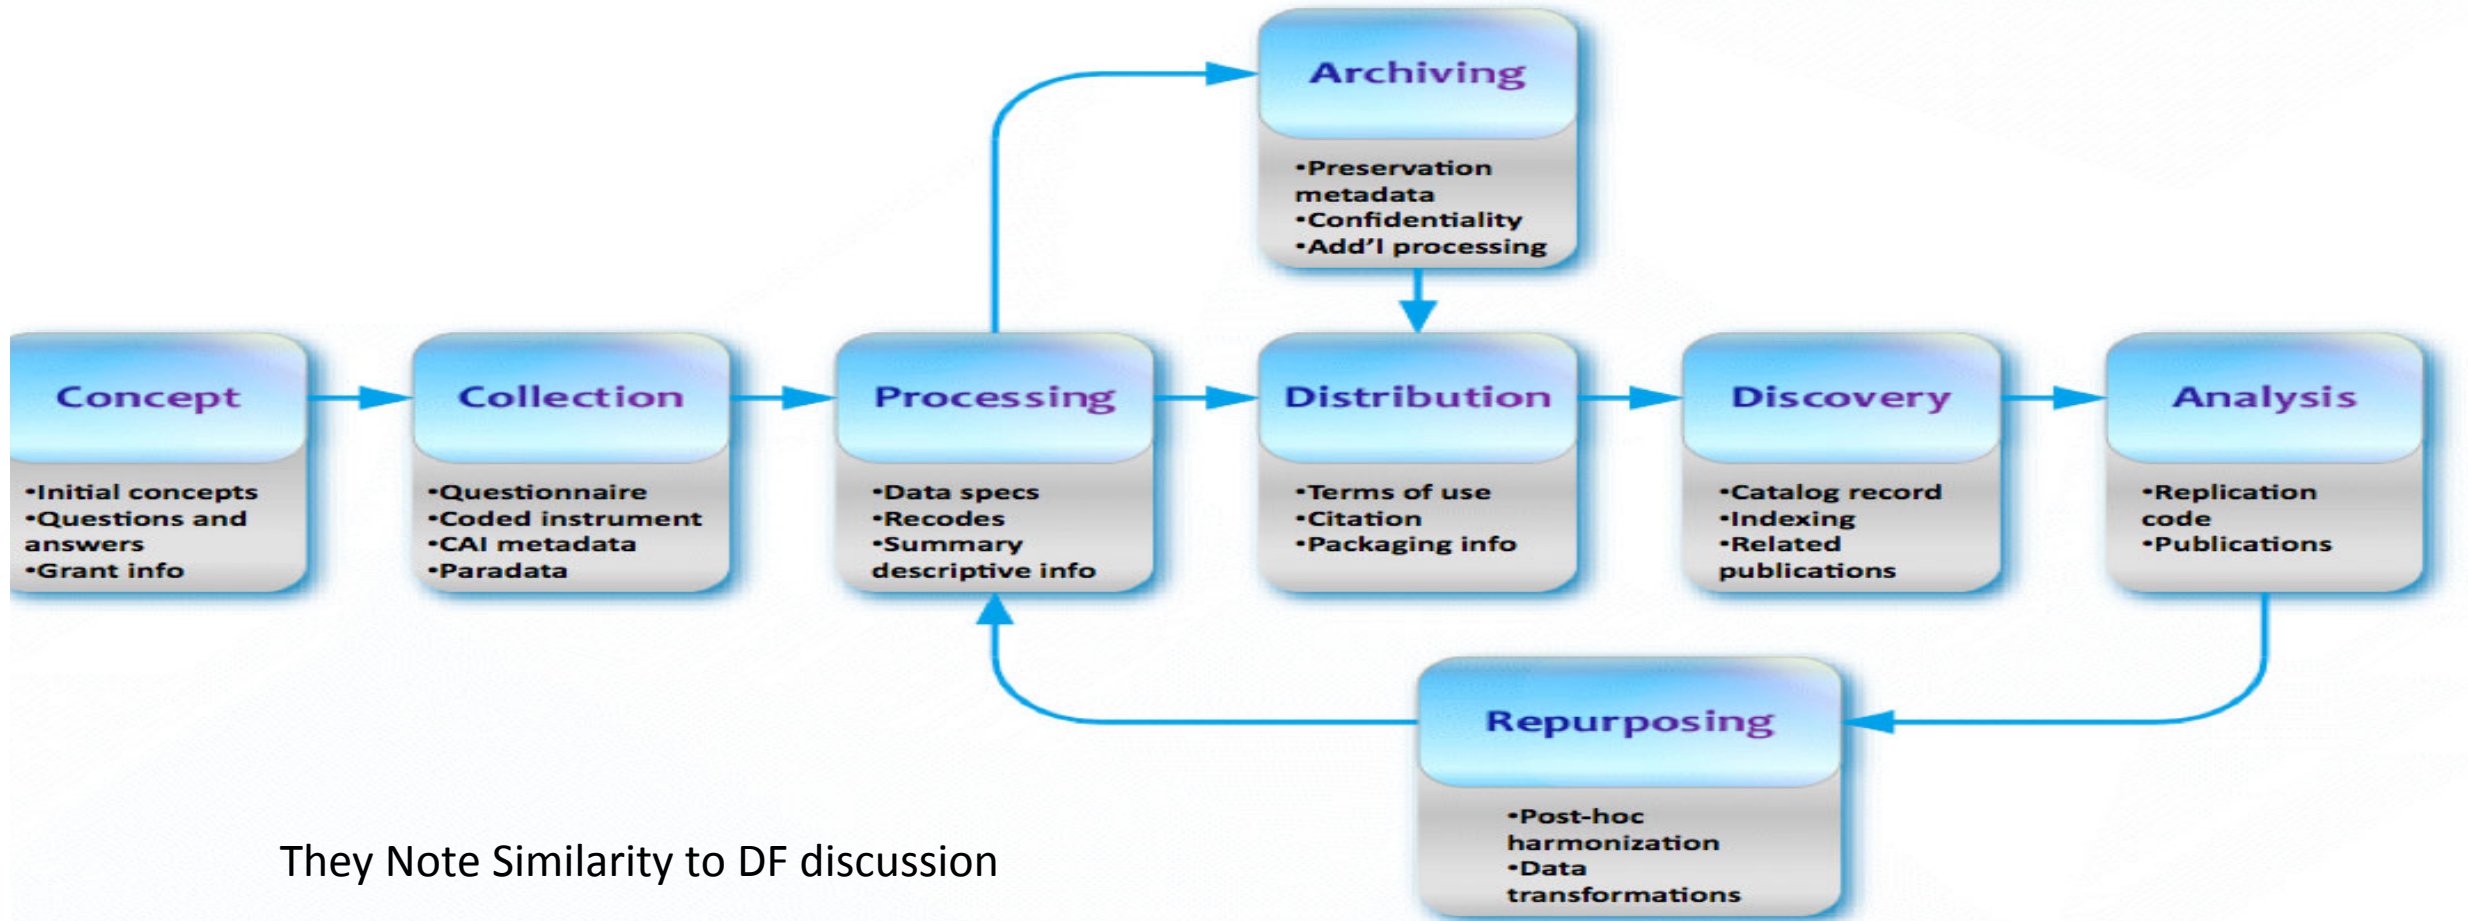 Archiving
•Preservation
metadata
•Confidentiality
•Add'l processing
Concept
•Initial concepts
•Questions and
answers
•Grant info
Collection
•Questionnaire
•Coded instrument
•CAI metadata
•Paradata
Processing
•Data specs
•Recodes
•Summary
descriptive info
Distribution
•Terms of use
•Citation
•Packaging info
Discovery
•Catalog record
•Indexing
•Related
publications
Analysis
•Replication
code
•Publications
Repurposing
•Post-hoc
harmonization
•Data
transformations
They Note Similarity to DF discussion